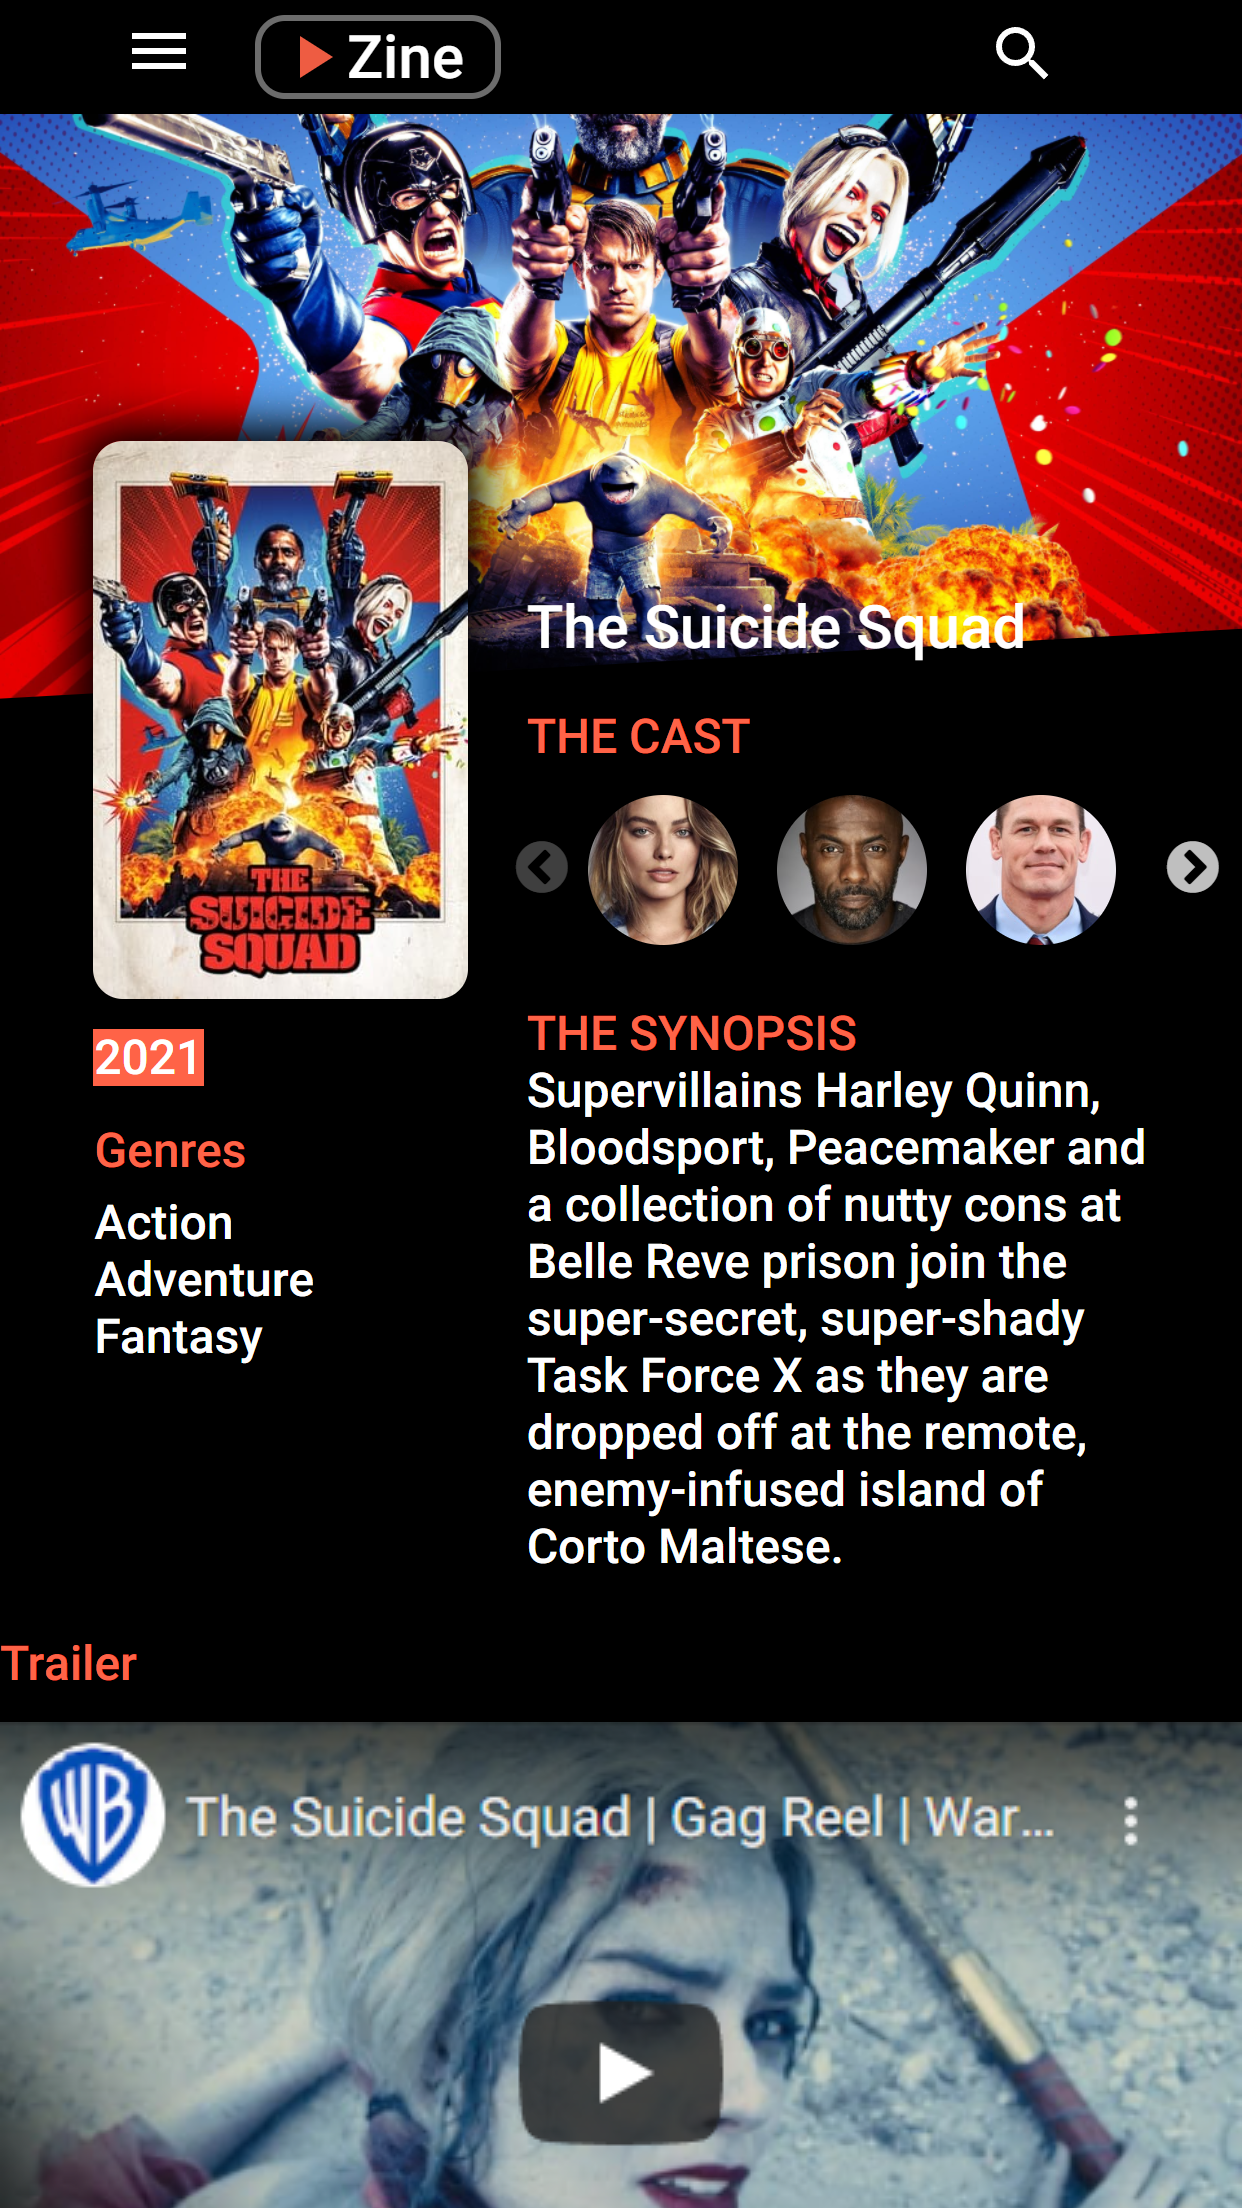 Zine
THE
SUICIDE
SQUAD
The Suicide Squad
THE CAST
2021
Genres
Action
Adventure
Fantasy
THE SYNOPSIS
Supervillains Harley Quinn,
Bloodsport, Peacemaker and
a collection of nutty cons at
Belle Reve prison join the
super-secret, super-shady
Task Force X as they are
dropped off at the remote,
enemy-infused island of
Corto Maltese.
Trailer
WB
The Suicide Squad | Gag Reel | War...